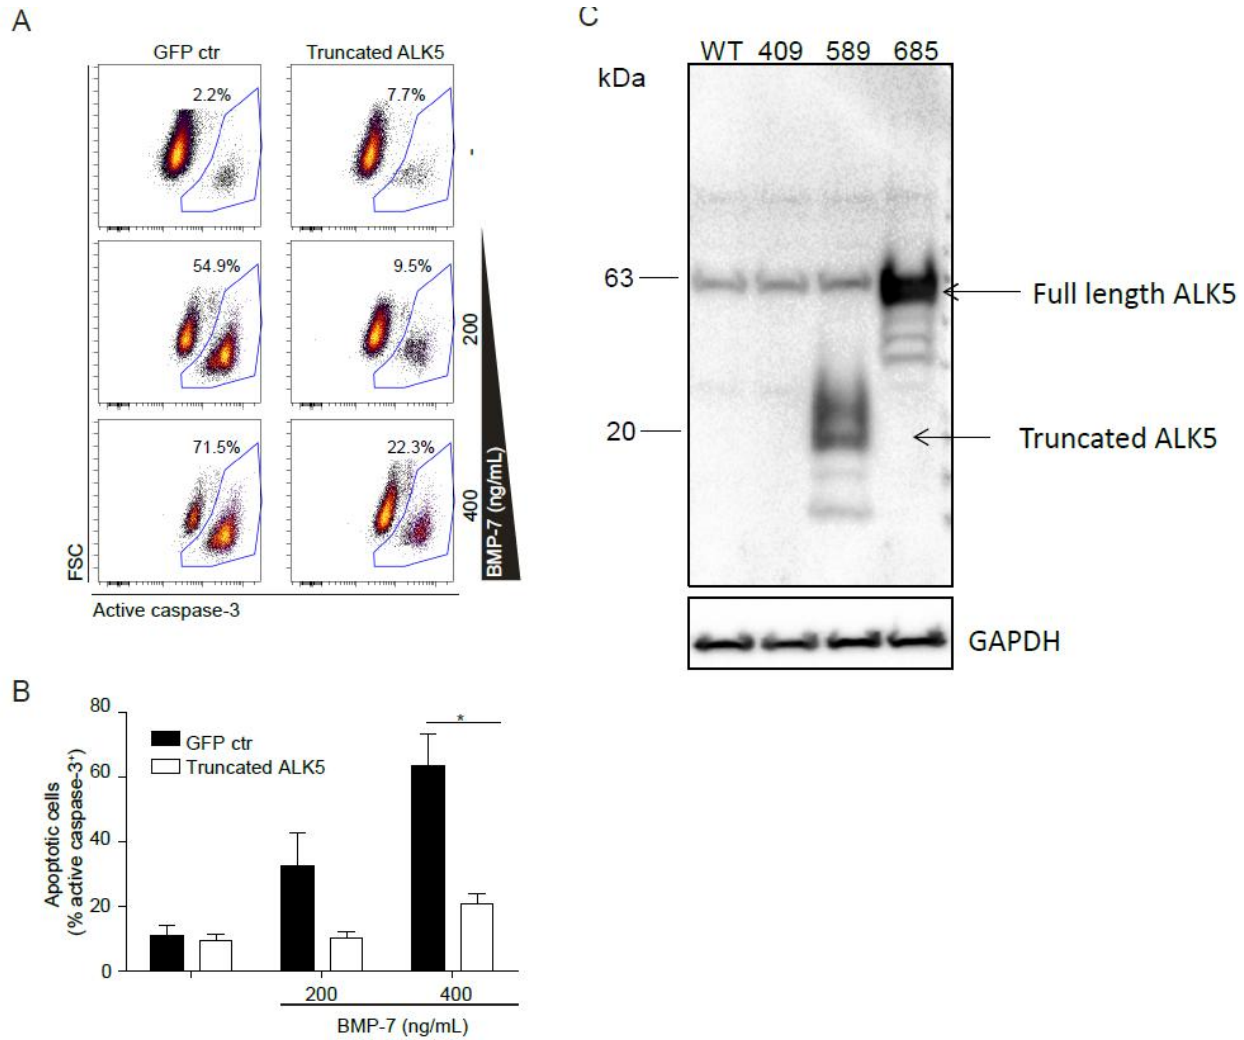 A
GFP ctr
Truncated ALK5
2.2%
7.7%
-
54.9%
9.5%
200
71.5%
22.3%
400
BMP-7 (ng/mL)
FSC
Active caspase-3
B
80
60
40
20
0
Apoptotic cells
(% active caspase-3⁺)
GFP ctr
Truncated ALK5
*
200
400
BMP-7 (ng/mL)
C
WT 409 589 685
kDa
63
Full length ALK5
20
Truncated ALK5
GAPDH